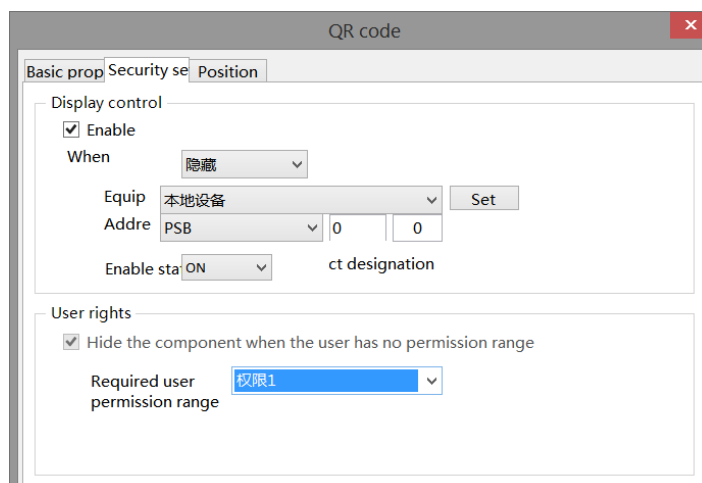 QR code
Basic prop Security se Position
Display control
Enable
When 隐藏
Equip 本地设备 Set
Addre PSB 0 0
Enable sta ON ct designation
User rights
Hide the component when the user has no permission range
Required user 权限1
permission range